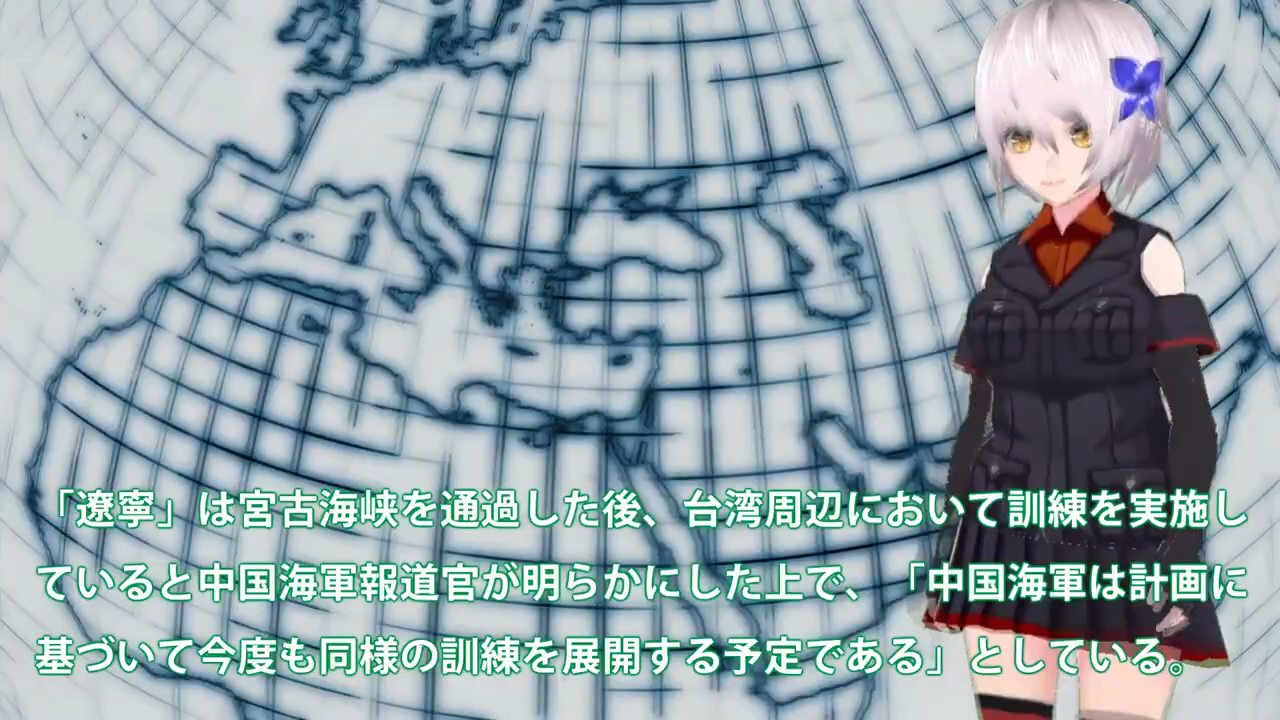 「遼寧」は宮古海峡を通過した後、台湾周辺において訓練を実施し
ていると中国海軍報道官が明らかにした上で、「中国海軍は計画に
基づいて今度も同様の訓練を展開する予定である」としている。